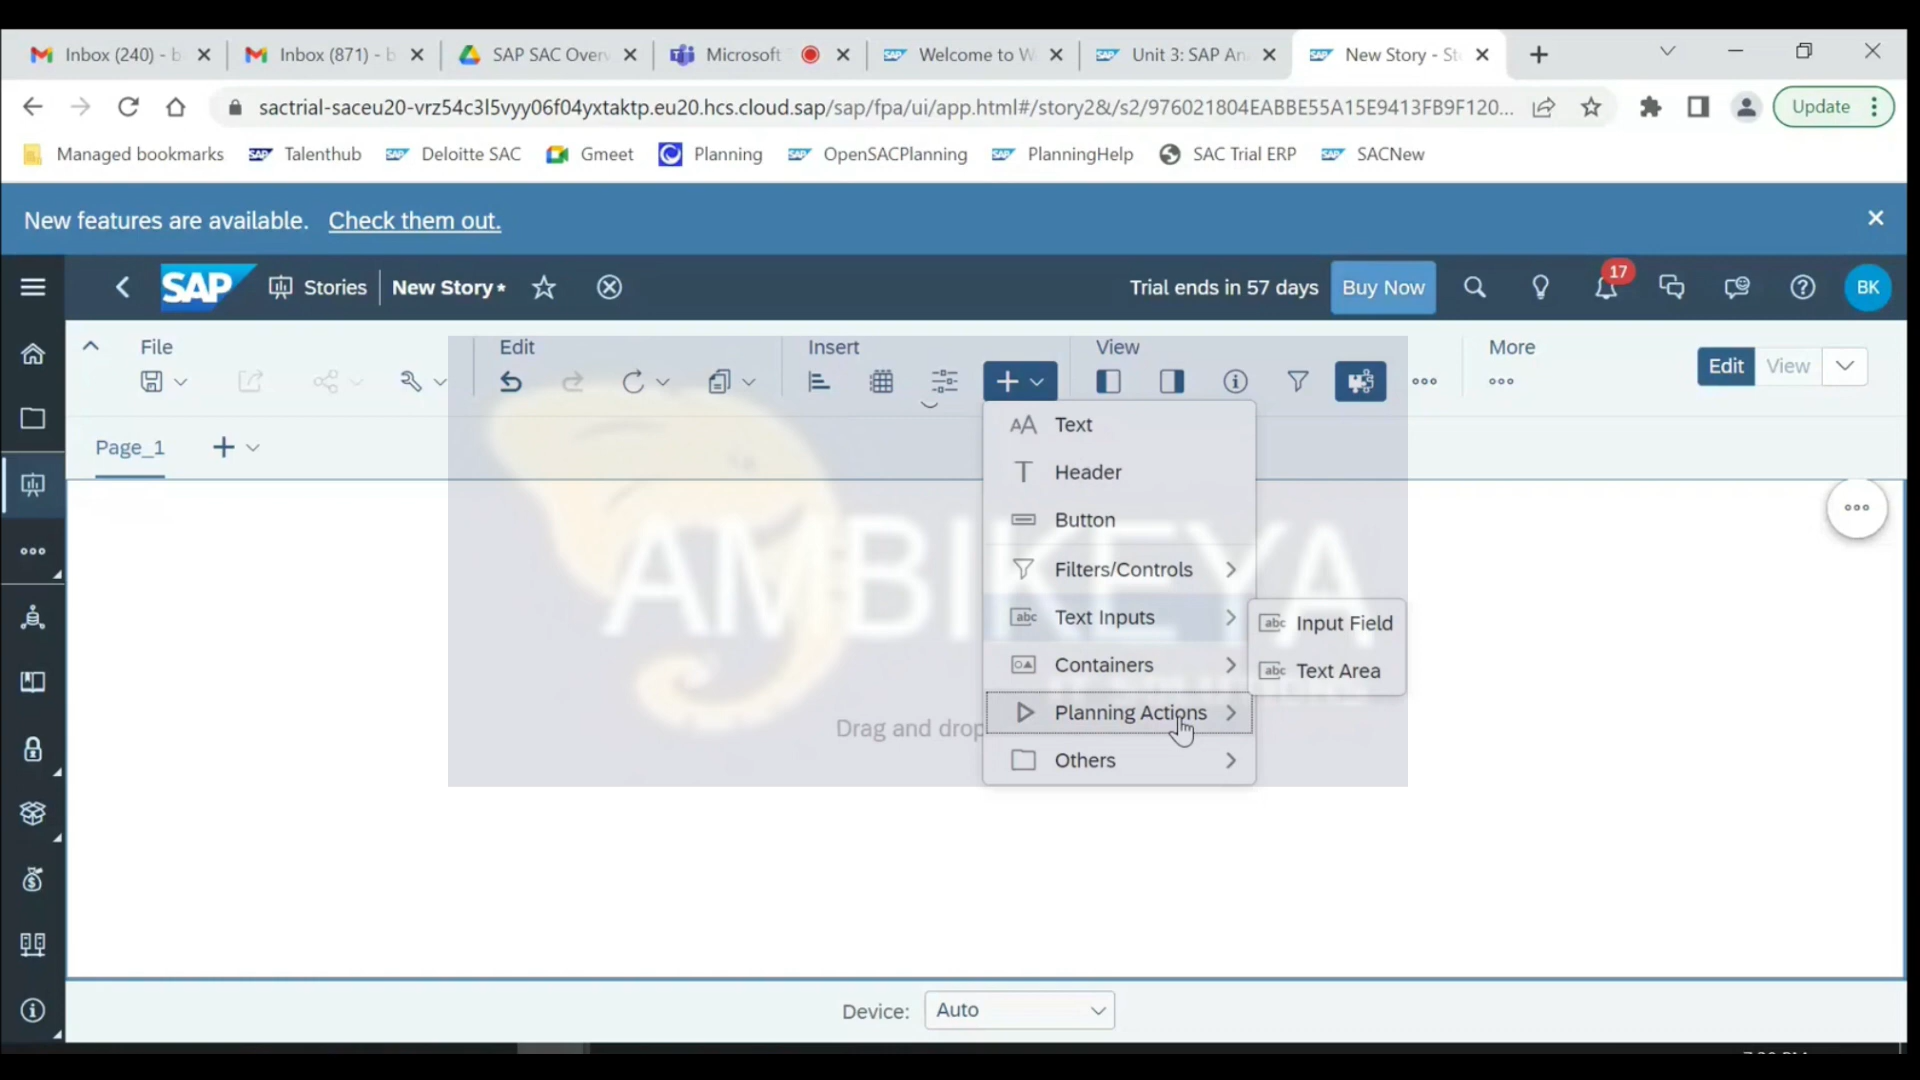 Inbox (240) - b
Inbox (871) - b
SAP SAC Over
Microsoft
Welcome to W
Unit 3: SAP An
New Story - St
sactrial-saceu20-vrz54c3l5vyy06f04yxtaktp.eu20.hcs.cloud.sap/sap/fpa/ui/app.html#/story2&/s2/976021804EABBE55A15E9413FB9F120...
Update
Managed bookmarks
Talenthub
Deloitte SAC
Gmeet
Planning
OpenSACPlanning
PlanningHelp
SAC Trial ERP
SACNew
New features are available. Check them out.
SAP
Stories
New Story *
Trial ends in 57 days
Buy Now
17
BK
File
Edit
Insert
View
More
Edit
View
Page_1
Text
Header
Button
Filters/Controls
Text Inputs
Containers
Planning Actions
Others
abc Input Field
abc Text Area
AMBIKEYA
Drag and drop
Device:
Auto